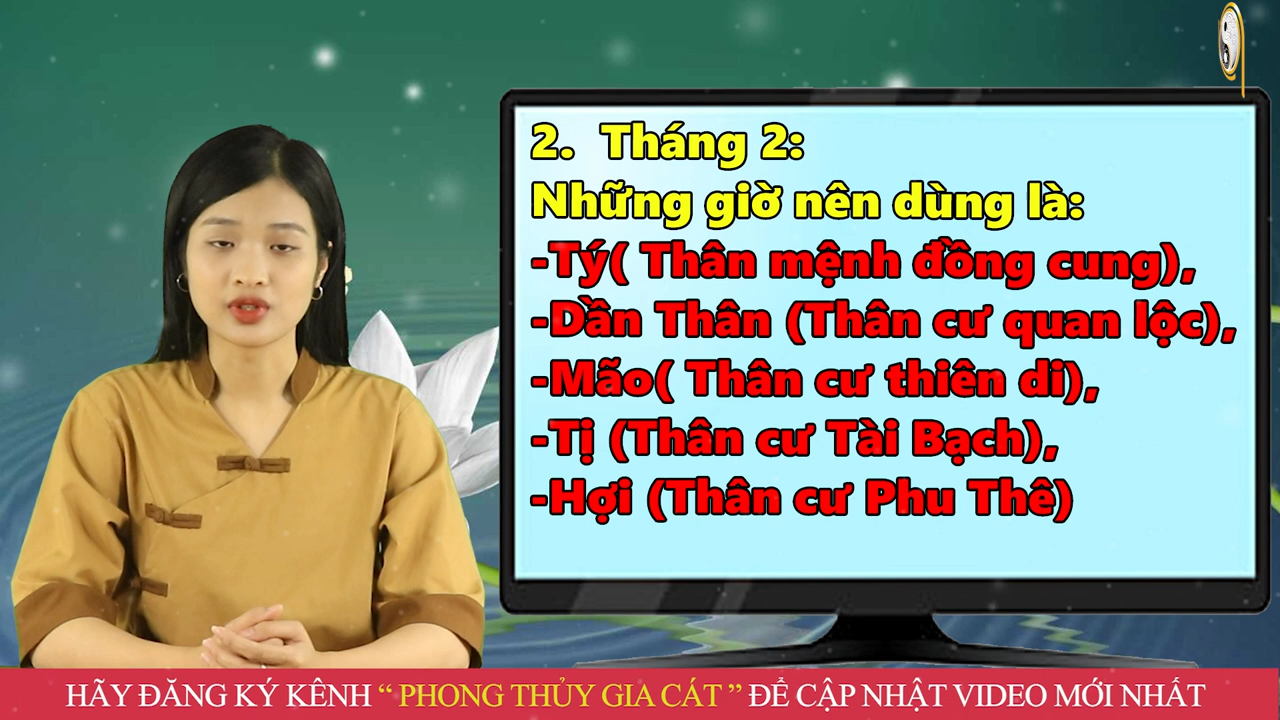 2. Tháng 2:
Những giờ nên dùng là:
-Tý( Thân mệnh đồng cung),
-Dần Thân (Thân cư quan lộc),
-Mão( Thân cư thiên di),
-Tị (Thân cư Tài Bạch),
-Hợi (Thân cư Phu Thê)
HÃY ĐĂNG KÝ KÊNH “ PHONG THỦY GIA CÁT ” ĐỂ CẬP NHẬT VIDEO MỚI NHẤT